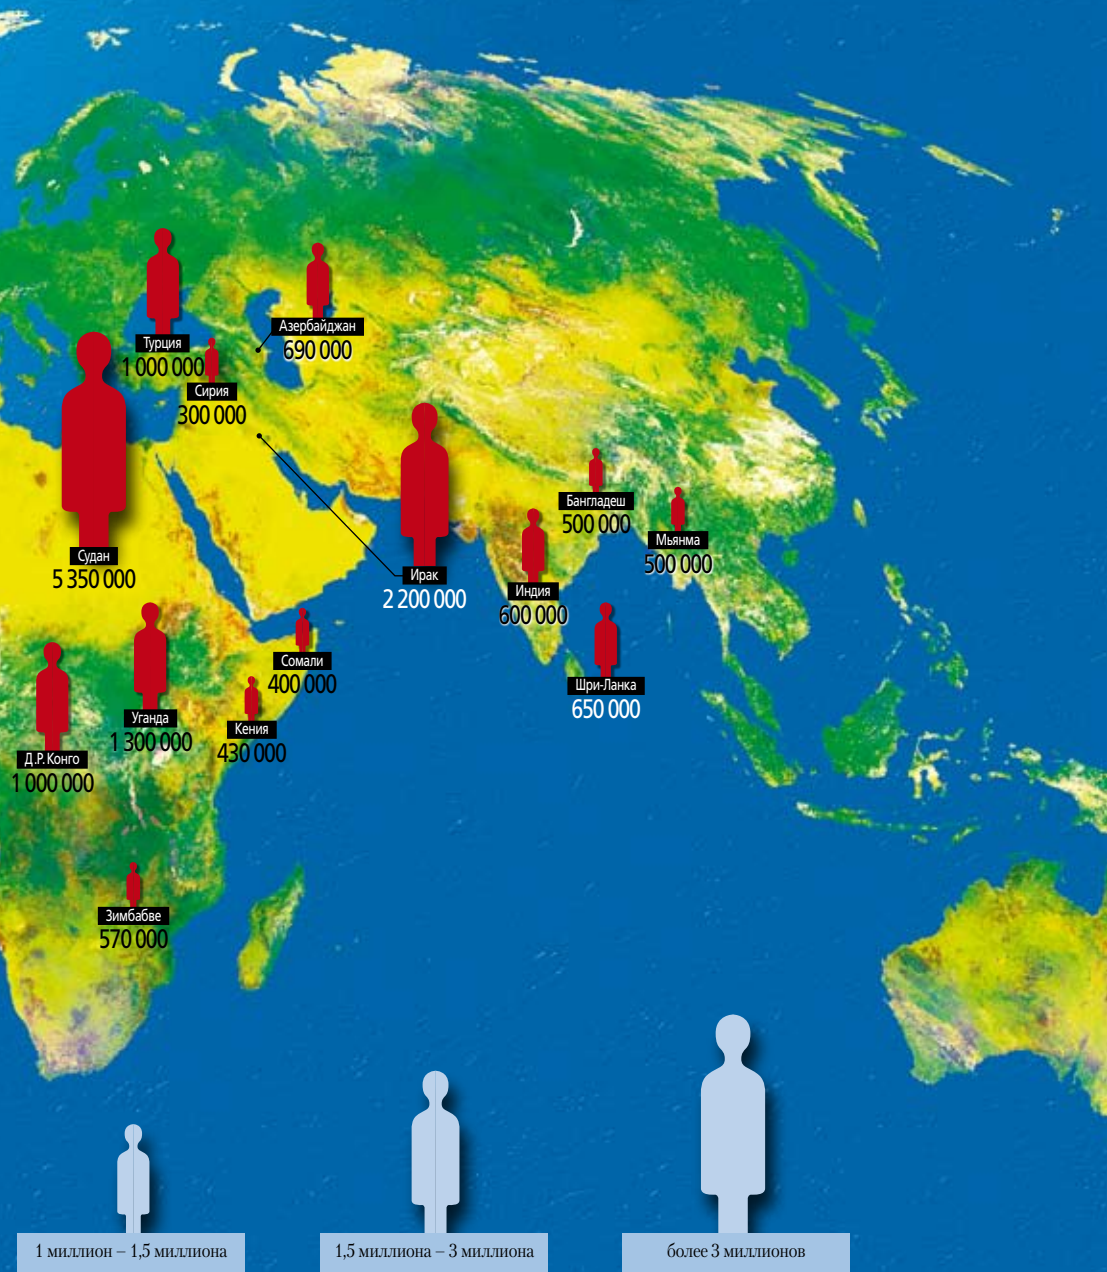 Турция
1 000 000
Азербайджан
690 000
Сирия
300 000
Судан
5 350 000
Ирак
2 200 000
Бангладеш
500 000
Мьянма
500 000
Индия
600 000
Сомали
400 000
Шри-Ланка
650 000
Уганда
1 300 000
Кения
430 000
Д.Р.Конго
1 000 000
Зимбабве
570 000
1 миллион – 1,5 миллиона
1,5 миллиона – 3 миллиона
более 3 миллионов